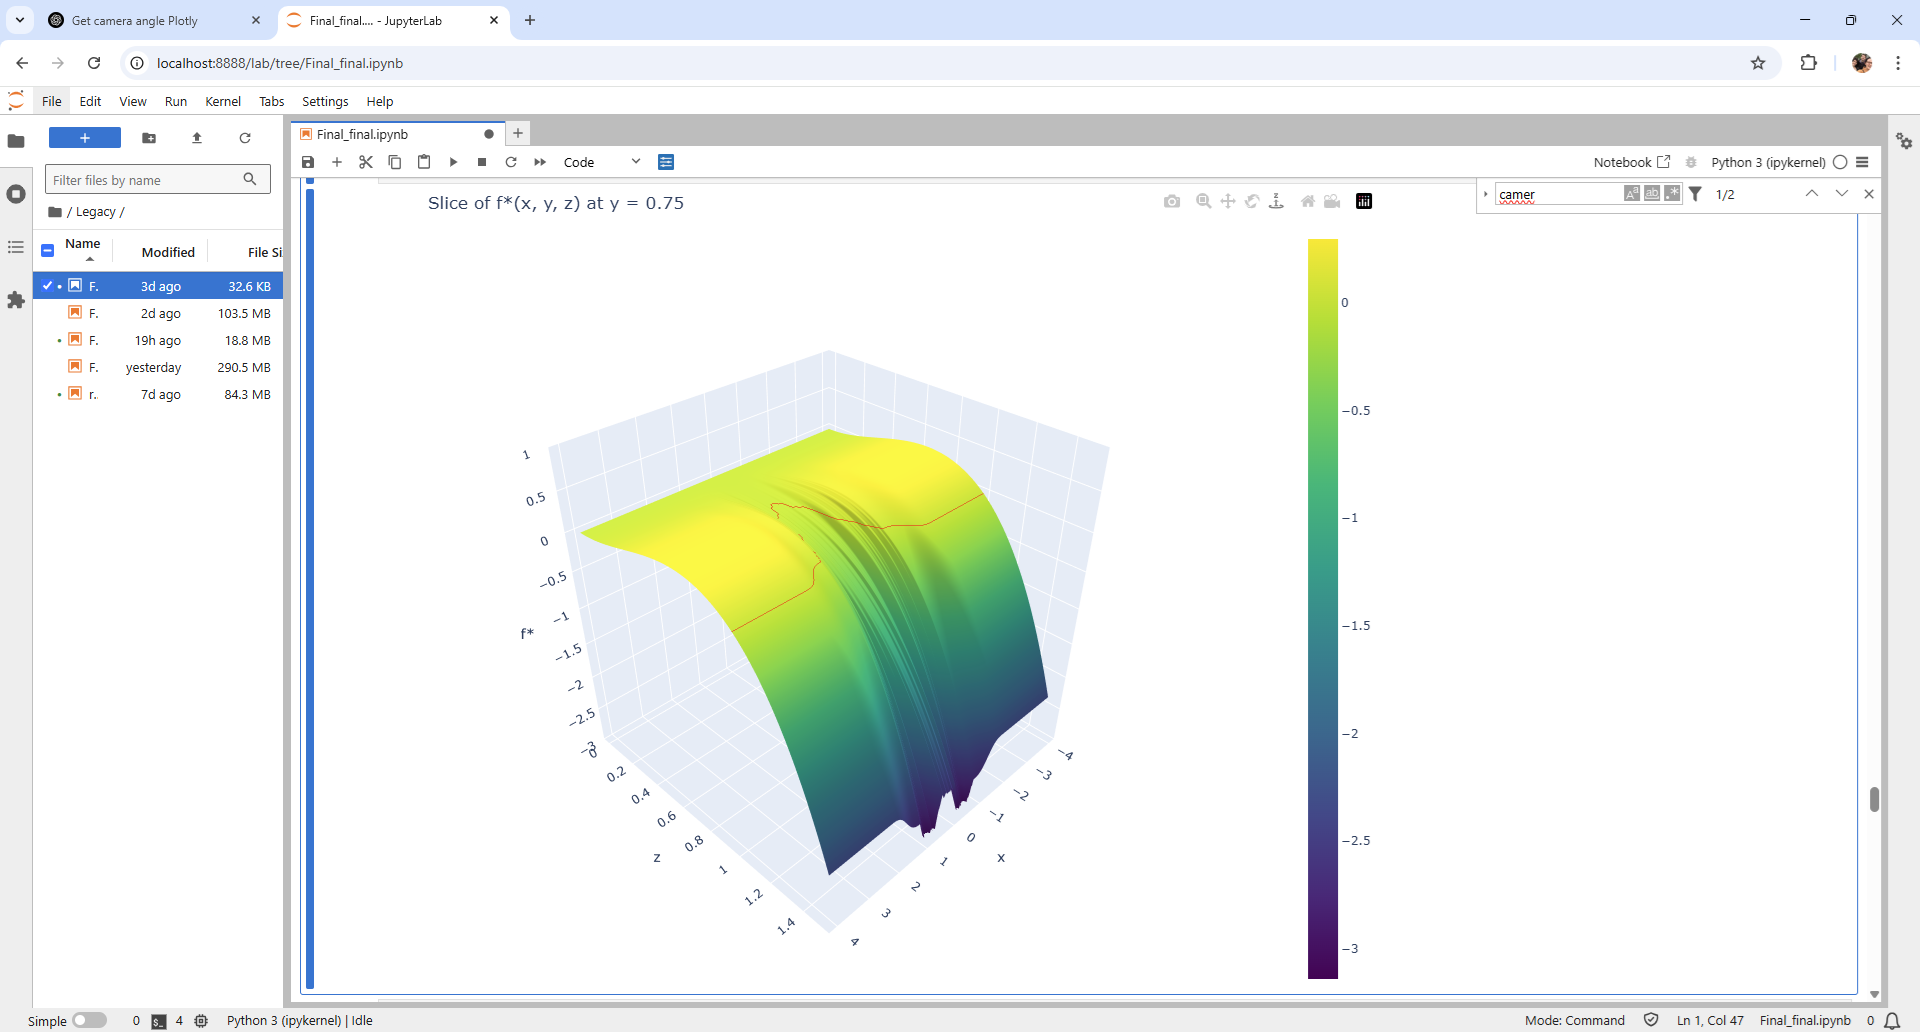 Get camera angle Plotly
Final_final.... - JupyterLab
localhost:8888/lab/tree/Final_final.ipynb
File Edit View Run Kernel Tabs Settings Help
Final_final.ipynb
Code
Notebook
Python 3 (ipykernel)
Filter files by name
/ Legacy /
Name Modified File Si
F. 3d ago 32.6 KB
F. 2d ago 103.5 MB
F. 19h ago 18.8 MB
F. yesterday 290.5 MB
r.. 7d ago 84.3 MB
camer
Aa ab .*
1/2
Slice of f*(x, y, z) at y = 0.75
1
0.5
0
−0.5
−1
−1.5
−2
−2.5
−3
f*
0
0.2
0.4
0.6
0.8
1
1.2
1.4
z
−4
−3
−2
−1
0
1
2
3
4
x
0
−0.5
−1
−1.5
−2
−2.5
−3
Simple 0 $_ 4 Python 3 (ipykernel) | Idle
Mode: Command Ln 1, Col 47 Final_final.ipynb 0